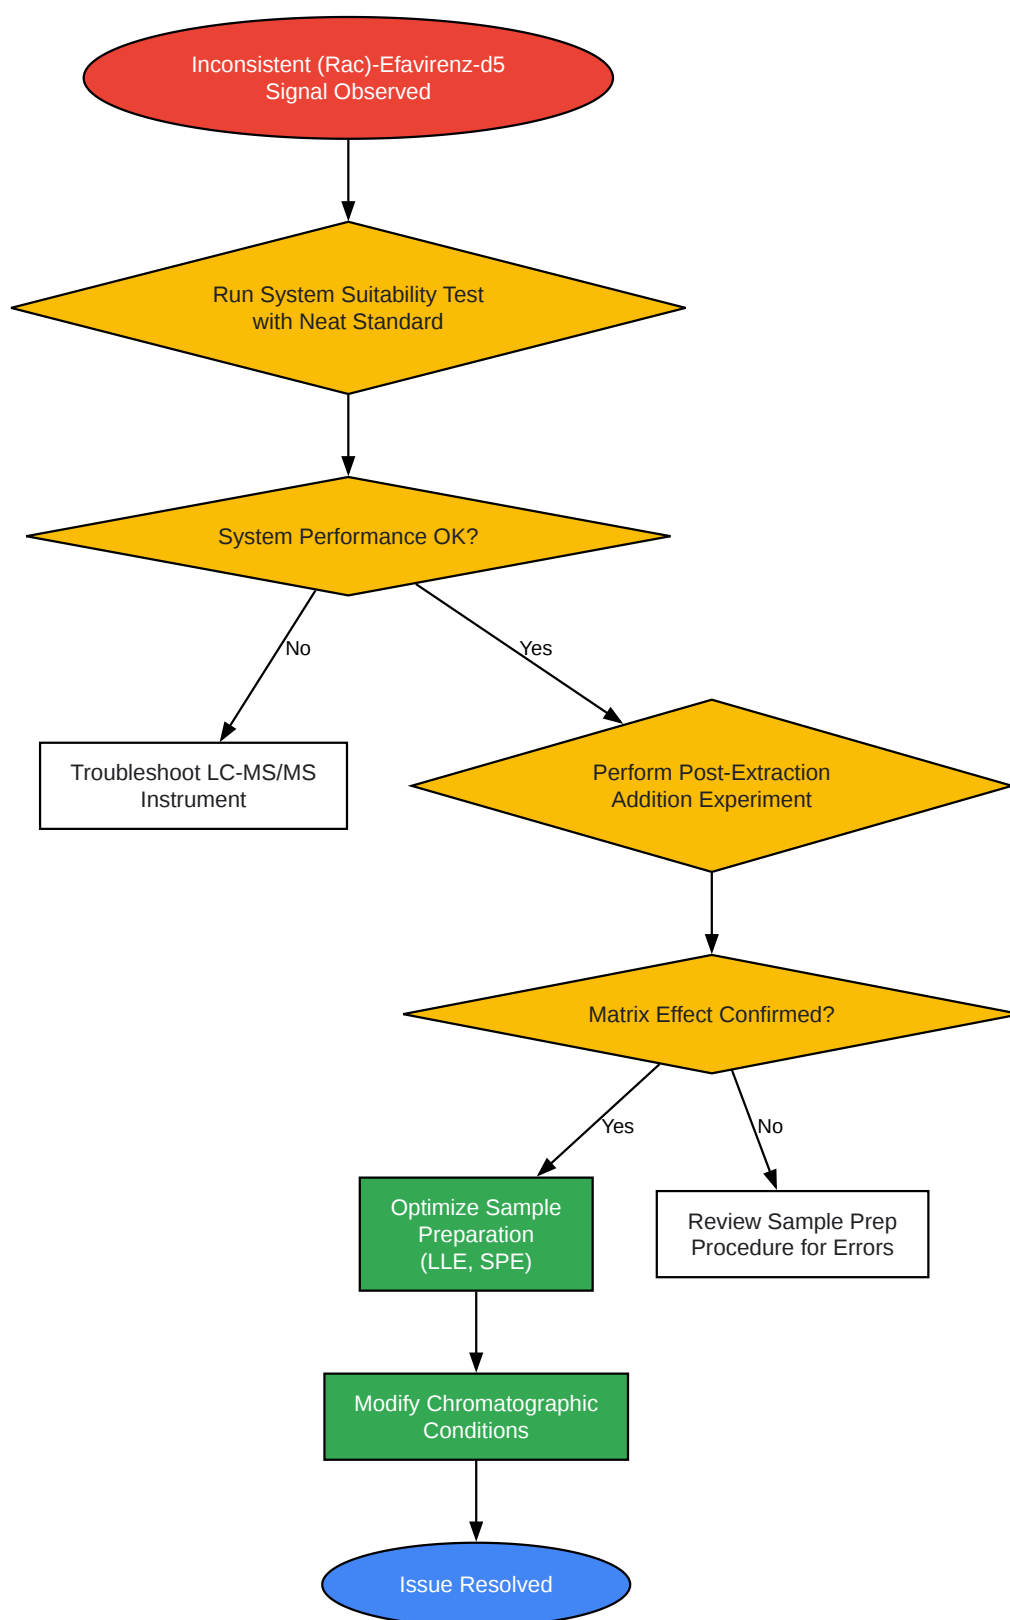 Inconsistent (Rac)-Efavirenz-d5
Signal Observed
Run System Suitability Test
with Neat Standard
System Performance OK?
No
Yes
Troubleshoot LC-MS/MS
Instrument
Perform Post-Extraction
Addition Experiment
Matrix Effect Confirmed?
Yes
No
Optimize Sample
Preparation
(LLE, SPE)
Review Sample Prep
Procedure for Errors
Modify Chromatographic
Conditions
Issue Resolved